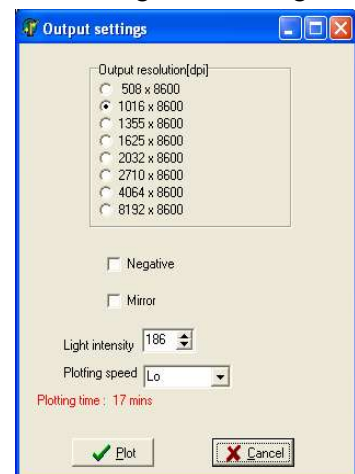 Output settings
Output resolution[dpi]
508 x 8600
1016 x 8600
1355 x 8600
1625 x 8600
2032 x 8600
2710 x 8600
4064 x 8600
8192 x 8600
Negative
Mirror
Light intensity 186
Plotfing speed Lo
Plotting time : 17 mins
Plot Cancel